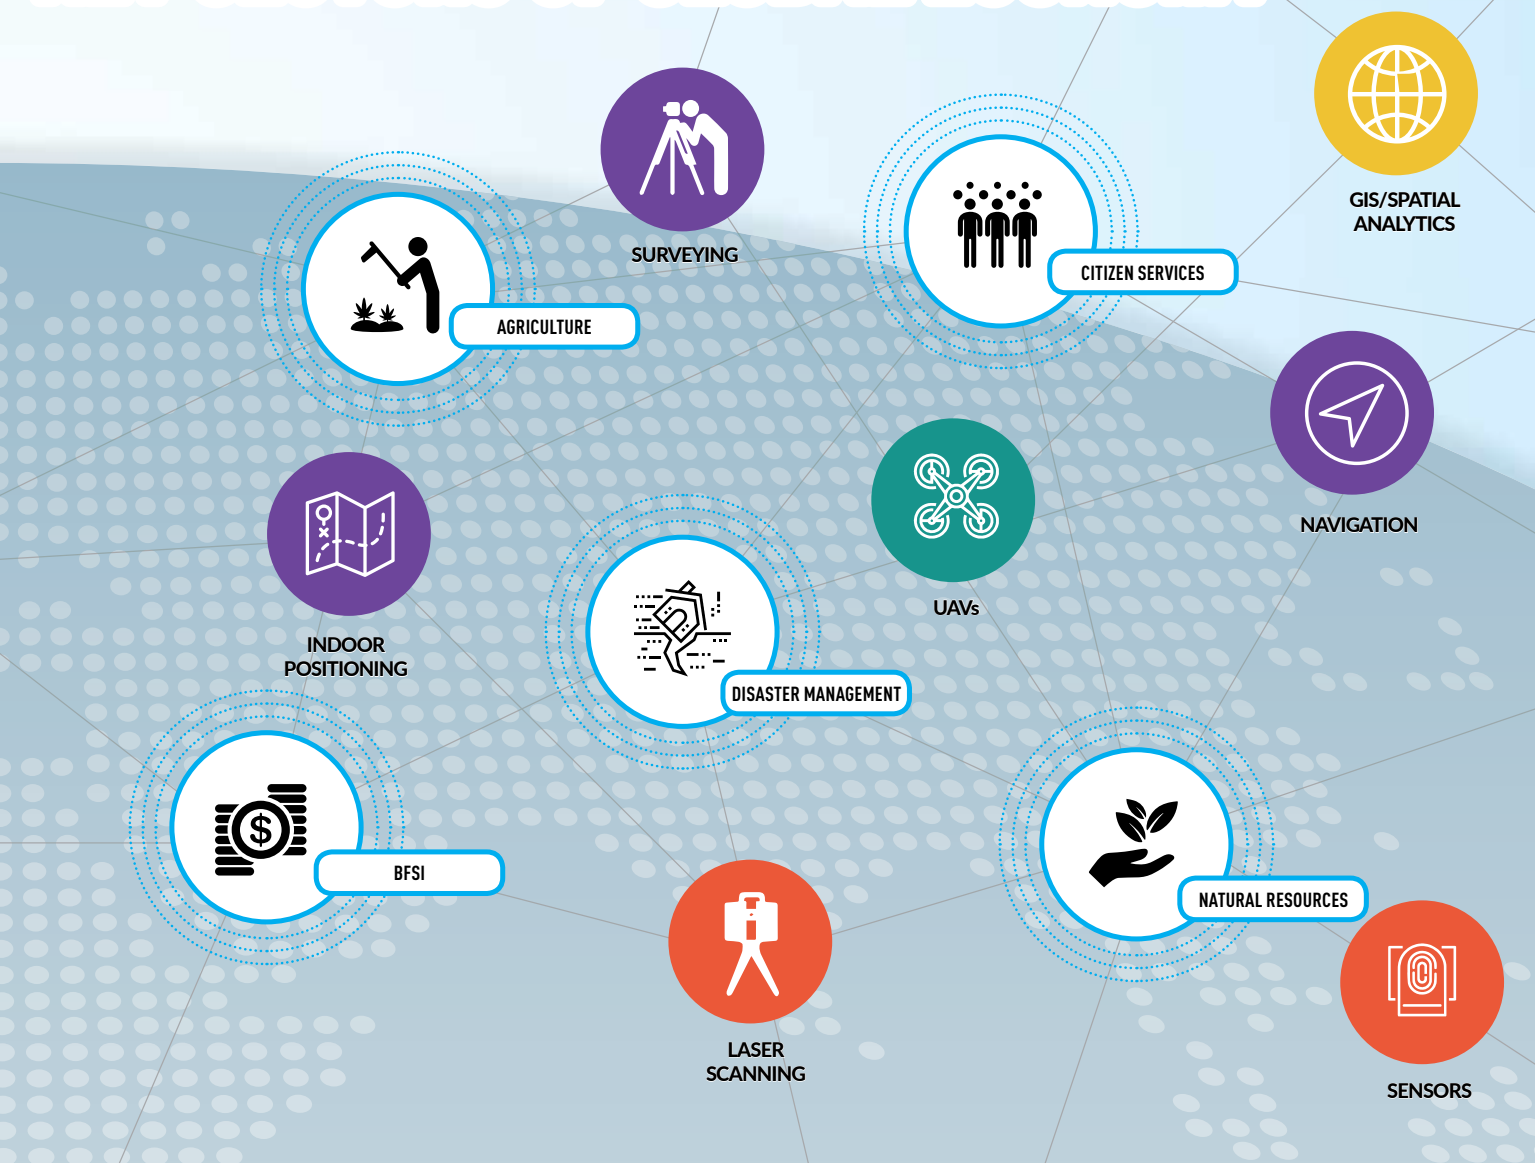 GIS/SPATIAL
ANALYTICS
SURVEYING
CITIZEN SERVICES
AGRICULTURE
NAVIGATION
UAVs
INDOOR
POSITIONING
DISASTER MANAGEMENT
$
BFSI
NATURAL RESOURCES
LASER
SCANNING
SENSORS